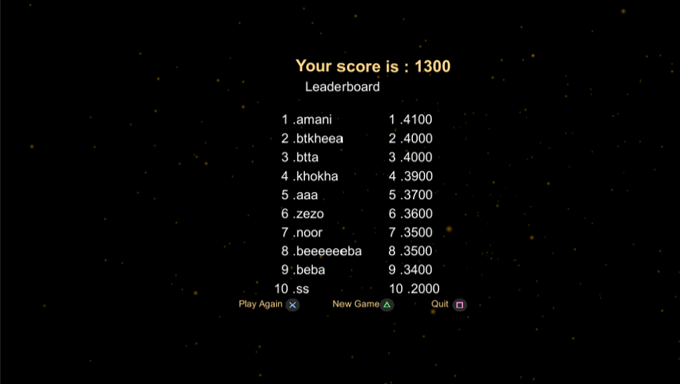 Your score is : 1300
Leaderboard
1 .amani 1 .4100
2 .btkheea 2 .4000
3 .btta 3 .4000
4 .khokha 4 .3900
5 .aaa 5 .3700
6 .zezo 6 .3600
7 .noor 7 .3500
8 .beeeeeeba 8 .3500
9 .beba 9 .3400
10 .ss 10 .2000
Play Again New Game Quit